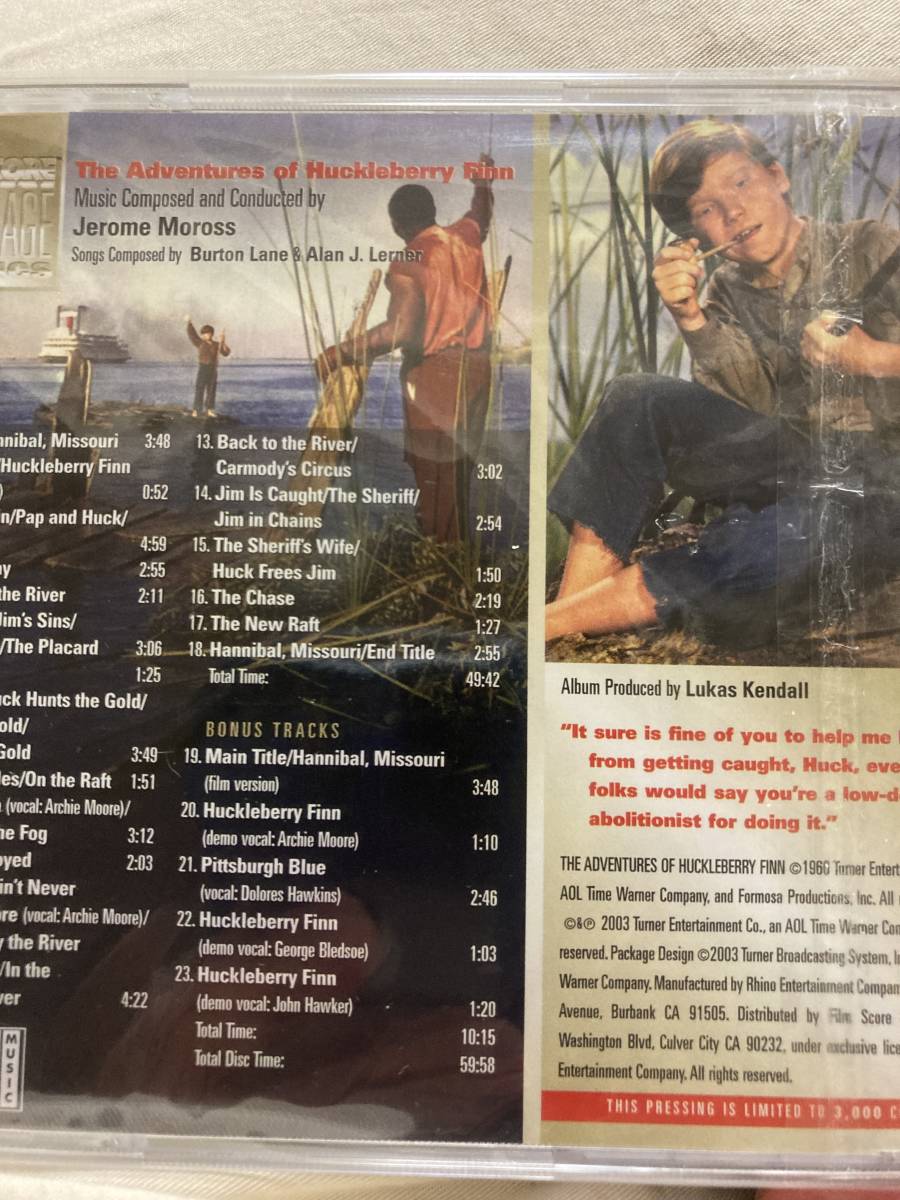 The Adventures of Huckleberry Finn
Music Composed and Conducted by
Jerome Moross
Songs Composed by Burton Lane & Alan J. Lerner
nnibal, Missouri 3:48
/Huckleberry Finn
) 0:52
n/Pap and Huck/
4:59
y 2:55
the River 2:11
Jim's Sins/
/The Placard 3:06
1:25
ck Hunts the Gold/
old/
Gold 3:49
les/On the Raft 1:51
(vocal: Archie Moore)/
he Fog 3:12
oyed 2:03
in't Never
re (vocal: Archie Moore)/
y the River
/In the
ver 4:22
MUSIC
13. Back to the River/
Carmody's Circus 3:02
14. Jim Is Caught/The Sheriff/
Jim in Chains 2:54
15. The Sheriff's Wife/
Huck Frees Jim 1:50
16. The Chase 2:19
17. The New Raft 1:27
18. Hannibal, Missouri/End Title 2:55
Total Time: 49:42
BONUS TRACKS
19. Main Title/Hannibal, Missouri
(film version) 3:48
20. Huckleberry Finn
(demo vocal: Archie Moore) 1:10
21. Pittsburgh Blue
(vocal: Dolores Hawkins) 2:46
22. Huckleberry Finn
(demo vocal: George Bledsoe) 1:03
23. Huckleberry Finn
(demo vocal: John Hawker) 1:20
Total Time: 10:15
Total Disc Time: 59:58
Album Produced by Lukas Kendall
"It sure is fine of you to help me
from getting caught, Huck, eve
folks would say you're a low-d
abolitionist for doing it."
THE ADVENTURES OF HUCKLEBERRY FINN ©1960 Turner Entert
AOL Time Warner Company, and Formosa Productions, Inc. All
©&℗ 2003 Turner Entertainment Co., an AOL Time Warner Com
reserved. Package Design ©2003 Turner Broadcasting System, In
Warner Company. Manufactured by Rhino Entertainment Compan
Avenue, Burbank CA 91505. Distributed by Film Score
Washington Blvd, Culver City CA 90232, under exclusive lice
Entertainment Company. All rights reserved.
THIS PRESSING IS LIMITED TO 3,000 C